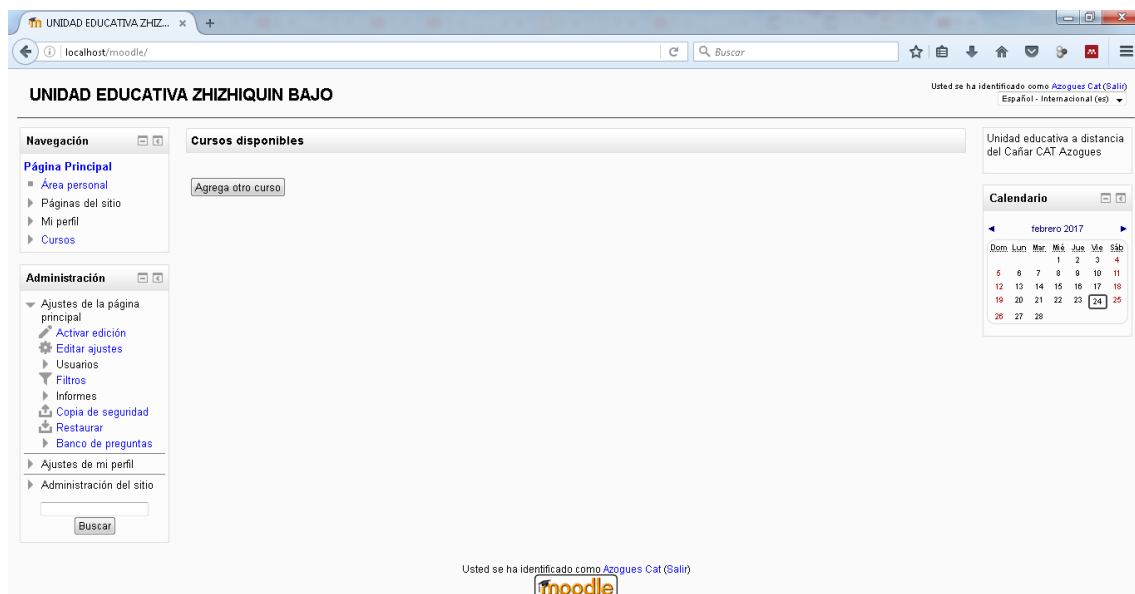 UNIDAD EDUCATIVA ZHIZ...
localhost/moodle/
Buscar
UNIDAD EDUCATIVA ZHIZHIQUIN BAJO
Usted se ha identificado como Azogues Cat (Salir)
Español - Internacional (es)
Navegación
Página Principal
Área personal
Páginas del sitio
Mi perfil
Cursos
Administración
Ajustes de la página
principal
Activar edición
Editar ajustes
Usuarios
Filtros
Informes
Copia de seguridad
Restaurar
Banco de preguntas
Ajustes de mi perfil
Administración del sitio
Buscar
Cursos disponibles
Agrega otro curso
Unidad educativa a distancia
del Cañar CAT Azogues
Calendario
febrero 2017
Dom Lun Mar Mié Jue Vie Sáb
1 2 3 4
5 6 7 8 9 10 11
12 13 14 15 16 17 18
19 20 21 22 23 24 25
26 27 28
Usted se ha identificado como Azogues Cat (Salir)
moodle